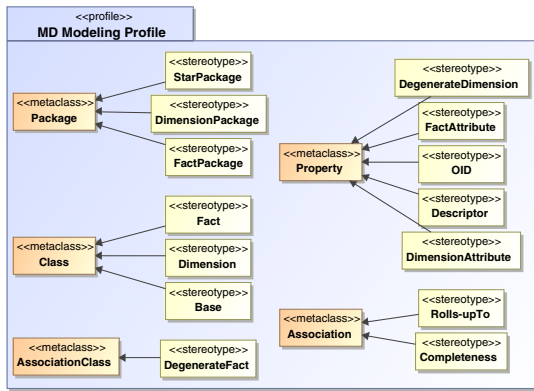 <<profile>>
MD Modeling Profile
<<stereotype>>
StarPackage
<<metaclass>>
Package
<<stereotype>>
DimensionPackage
<<stereotype>>
FactPackage
<<stereotype>>
DegenerateDimension
<<stereotype>>
FactAttribute
<<metaclass>>
Property
<<stereotype>>
OID
<<stereotype>>
Descriptor
<<stereotype>>
DimensionAttribute
<<stereotype>>
Fact
<<metaclass>>
Class
<<stereotype>>
Dimension
<<stereotype>>
Base
<<metaclass>>
Association
<<stereotype>>
Rolls-upTo
<<stereotype>>
Completeness
<<metaclass>>
AssociationClass
<<stereotype>>
DegenerateFact